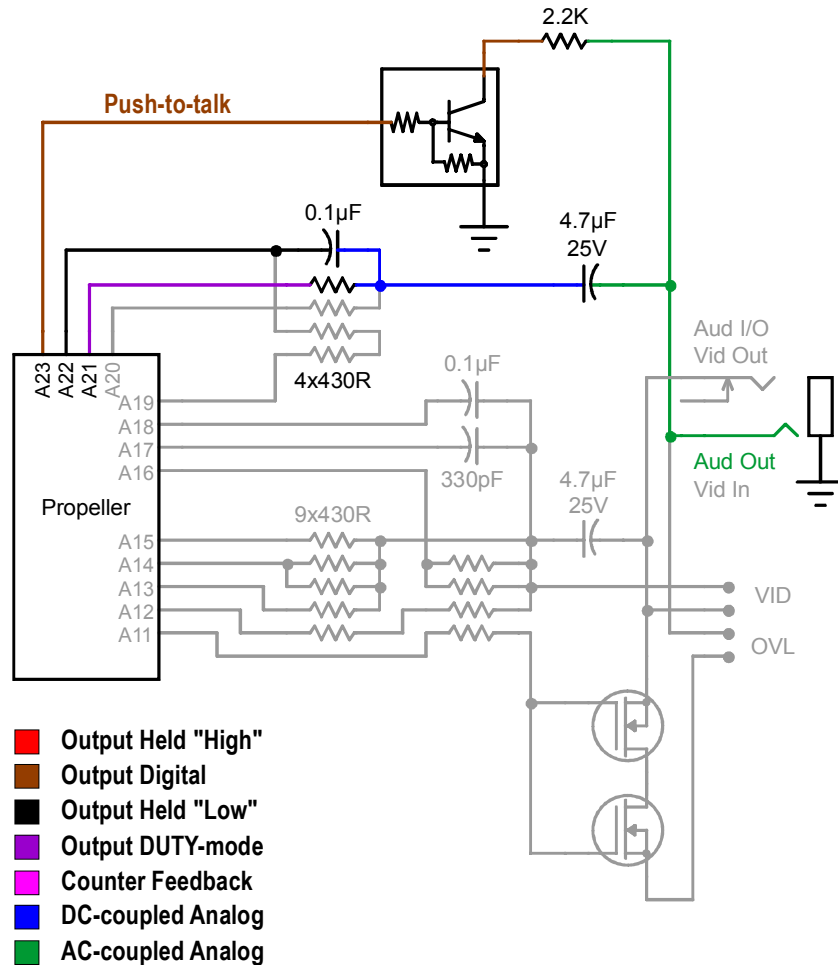 2.2K
Push-to-talk
0.1µF
4.7µF
25V
A23
A22
A21
A20
4x430R
Aud I/O
Vid Out
A19
A18
A17
A16
0.1µF
330pF
Aud Out
Vid In
4.7µF
25V
Propeller
9x430R
A15
A14
A13
A12
A11
VID
OVL
Output Held "High"
Output Digital
Output Held "Low"
Output DUTY-mode
Counter Feedback
DC-coupled Analog
AC-coupled Analog